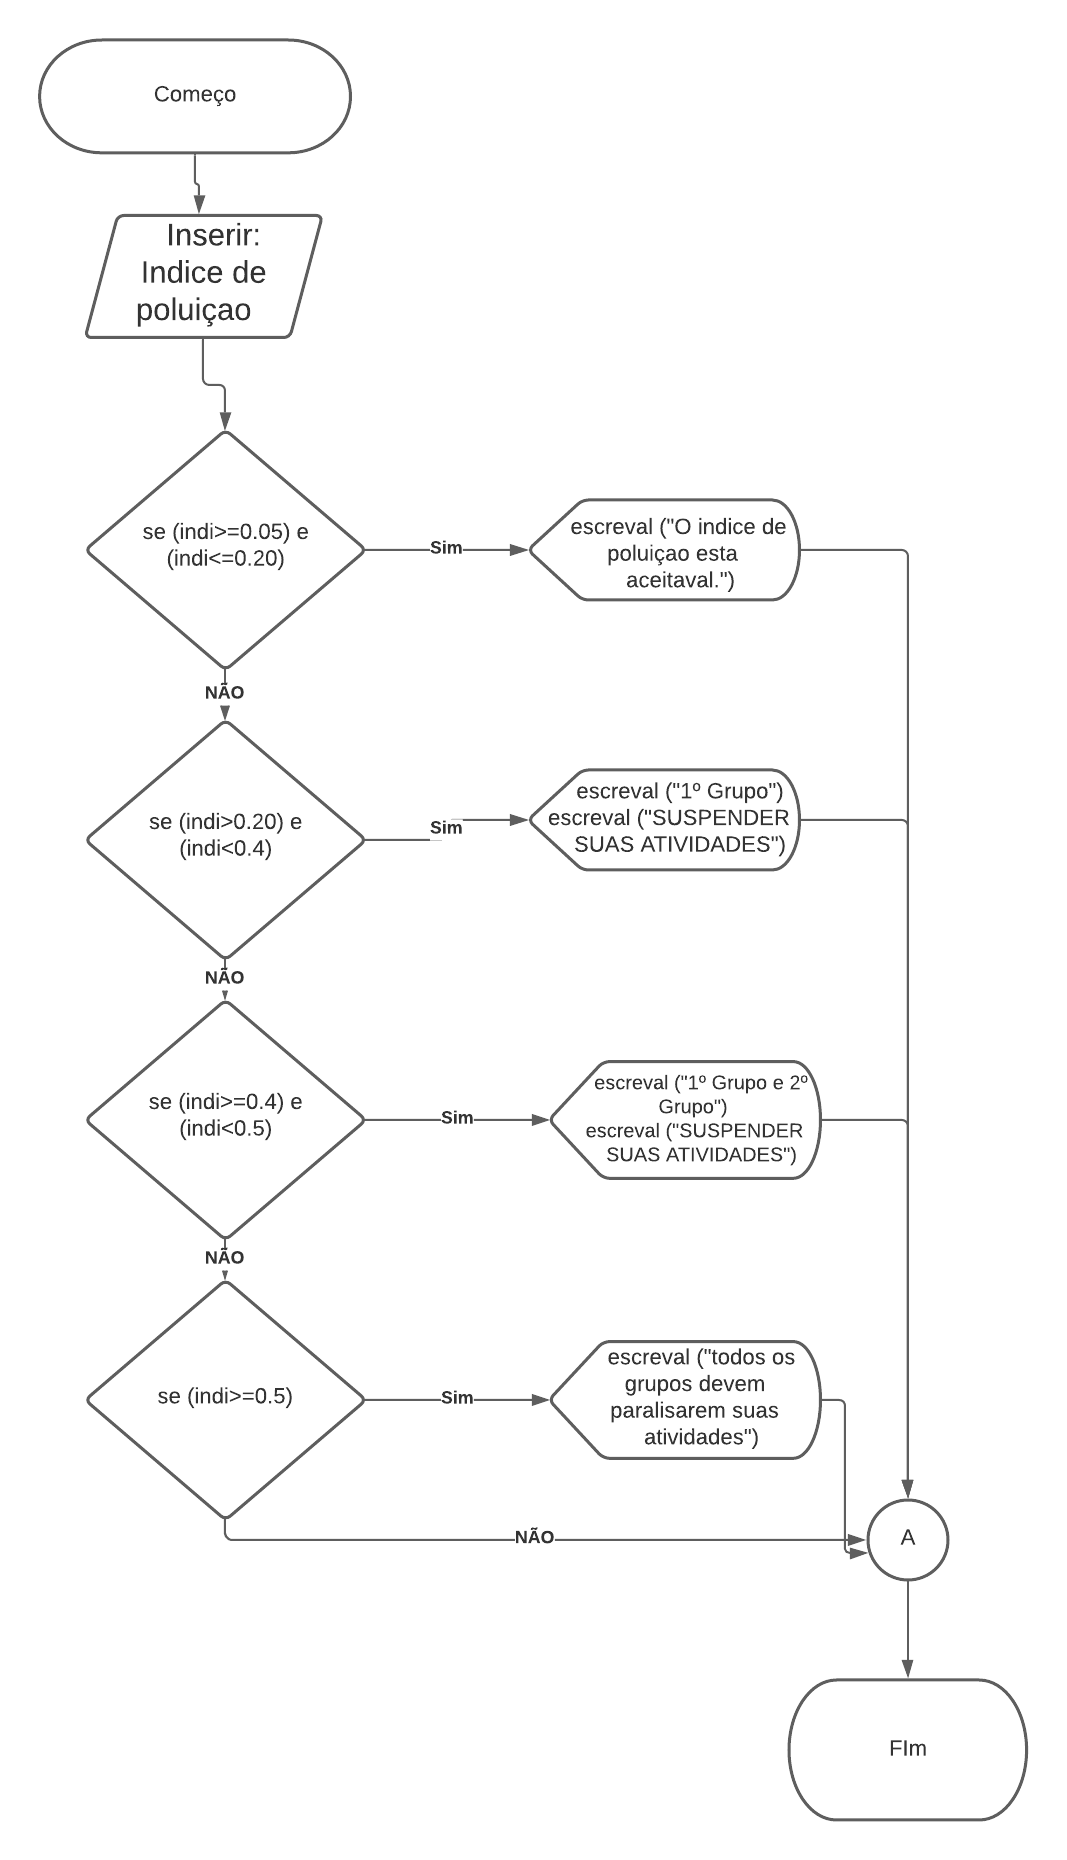 Começo
Inserir:
Indice de
poluiçao
se (indi>=0.05) e
(indi<=0.20)
Sim
escreval ("O indice de
poluiçao esta
aceitaval.")
NÃO
se (indi>0.20) e
(indi<0.4)
Sim
escreval ("1º Grupo")
escreval ("SUSPENDER
SUAS ATIVIDADES")
NÃO
se (indi>=0.4) e
(indi<0.5)
Sim
escreval ("1º Grupo e 2º
Grupo")
escreval ("SUSPENDER
SUAS ATIVIDADES")
NÃO
se (indi>=0.5)
Sim
escreval ("todos os
grupos devem
paralisarem suas
atividades")
NÃO
A
FIm